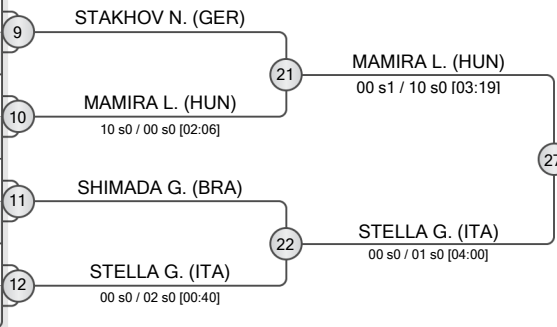 9
STAKHOV N. (GER)
21
MAMIRA L. (HUN)
00 s1 / 10 s0 [03:19]
10
MAMIRA L. (HUN)
10 s0 / 00 s0 [02:06]
27
11
SHIMADA G. (BRA)
22
STELLA G. (ITA)
00 s0 / 01 s0 [04:00]
12
STELLA G. (ITA)
00 s0 / 02 s0 [00:40]